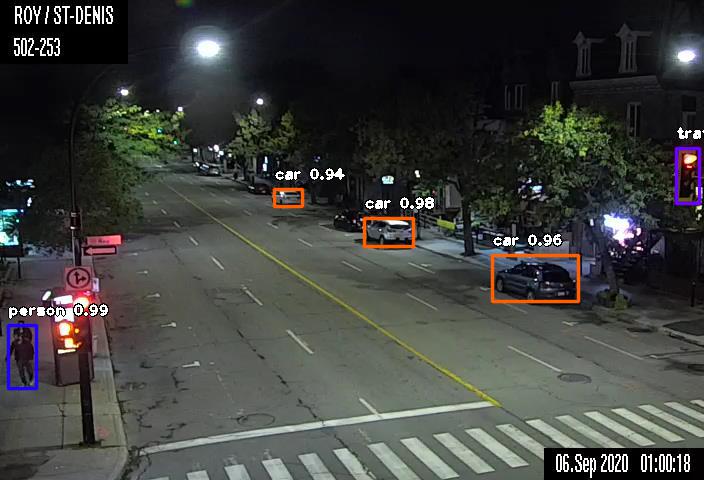 ROY / ST-DENIS
502-253
tra
car 0.94
car 0.98
car 0.96
person 0.99
06.Sep 2020 01:00:18